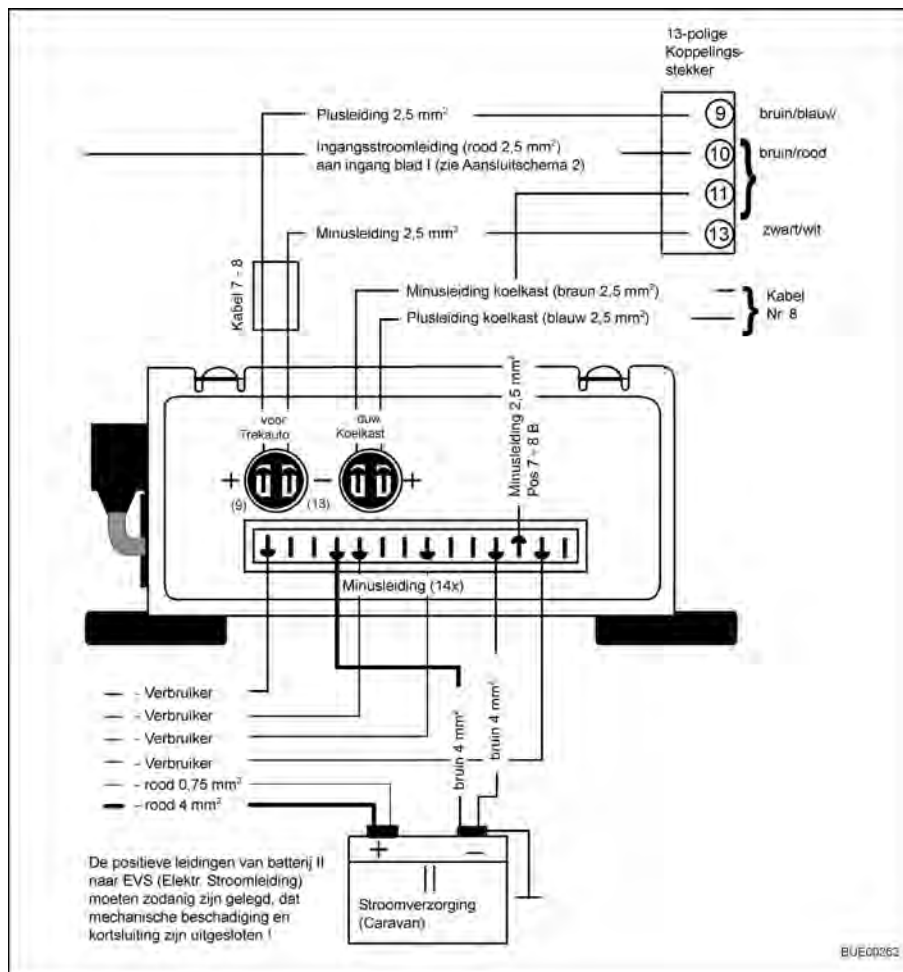 13-polige
Koppelings-
stekker
Plusleiding 2,5 mm²
9
bruin/blauw
Ingangsstroomleiding (rood 2,5 mm²)
aan ingang blad I (zie Aansluitschema 2)
10
bruin/rood
11
Minusleiding 2,5 mm²
13
zwart/wit
Kabel 7 - 8
Minusleiding koelkast (braun 2,5 mm²)
Plusleiding koelkast (blauw 2,5 mm²)
Kabel
Nr 8
voor
Trekauto
duw
Koelkast
Minusleiding 2,5 mm²
Pos 7 - 8 B
+
−
+
(9)
(13)
Minusleiding (14x)
- Verbruiker
- Verbruiker
- Verbruiker
- Verbruiker
- rood 0,75 mm²
- rood 4 mm²
bruin 4 mm²
bruin 4 mm²
+
−
II
Stroomverzorging
(Caravan)
De positieve leidingen van batterij II
naar EVS (Elektr. Stroomleiding)
moeten zodanig zijn gelegd, dat
mechanische beschadiging en
kortsluiting zijn uitgesloten !
BUE00263